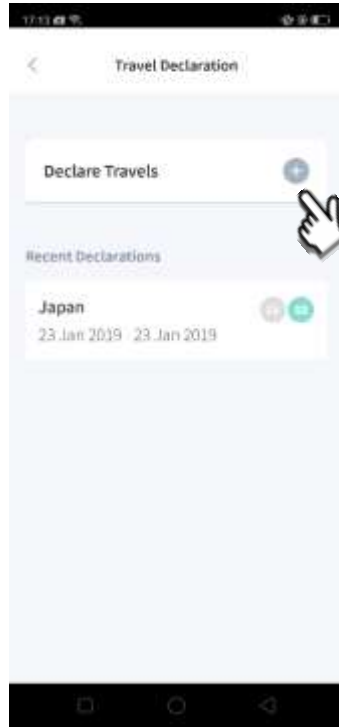 17:13
Travel Declaration
Declare Travels
Recent Declarations
Japan
23 Jan 2019 23 Jan 2019